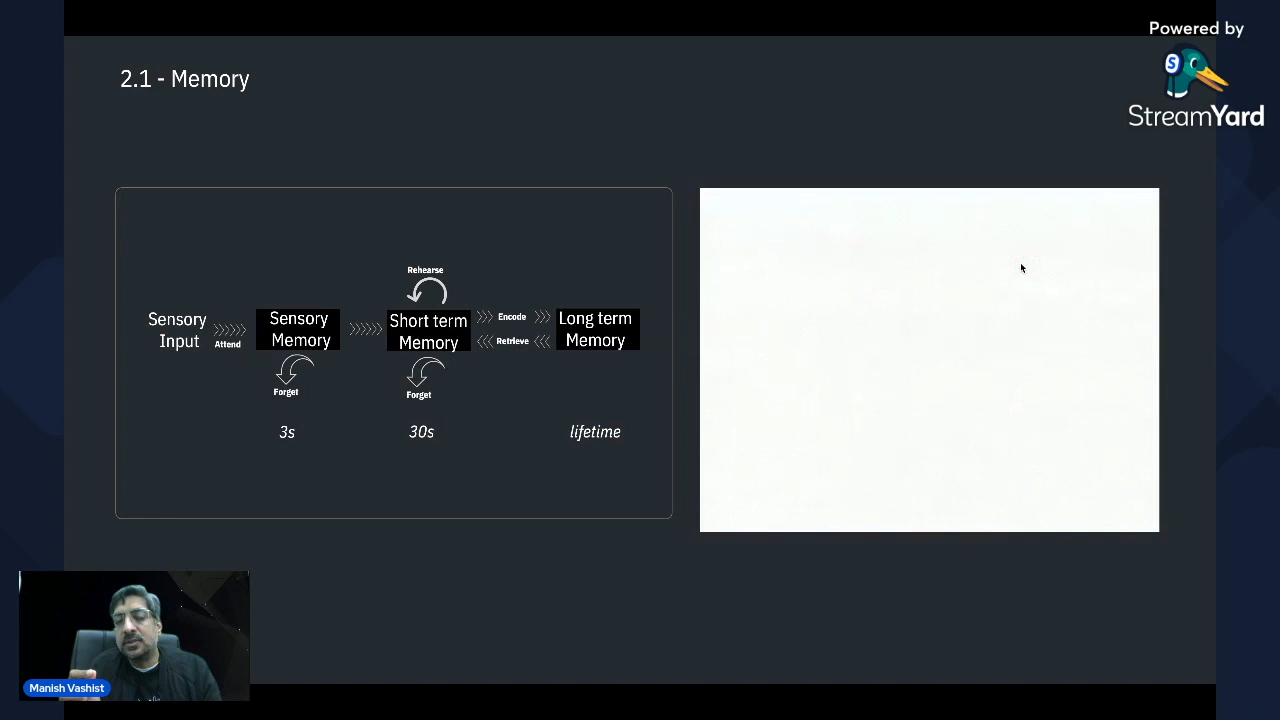 Powered by
StreamYard
2.1 - Memory
Rehearse
Sensory
Input
Attend
Sensory
Memory
Short term
Memory
Encode
Retrieve
Long term
Memory
Forget
Forget
3s
30s
lifetime
Manish Vashist